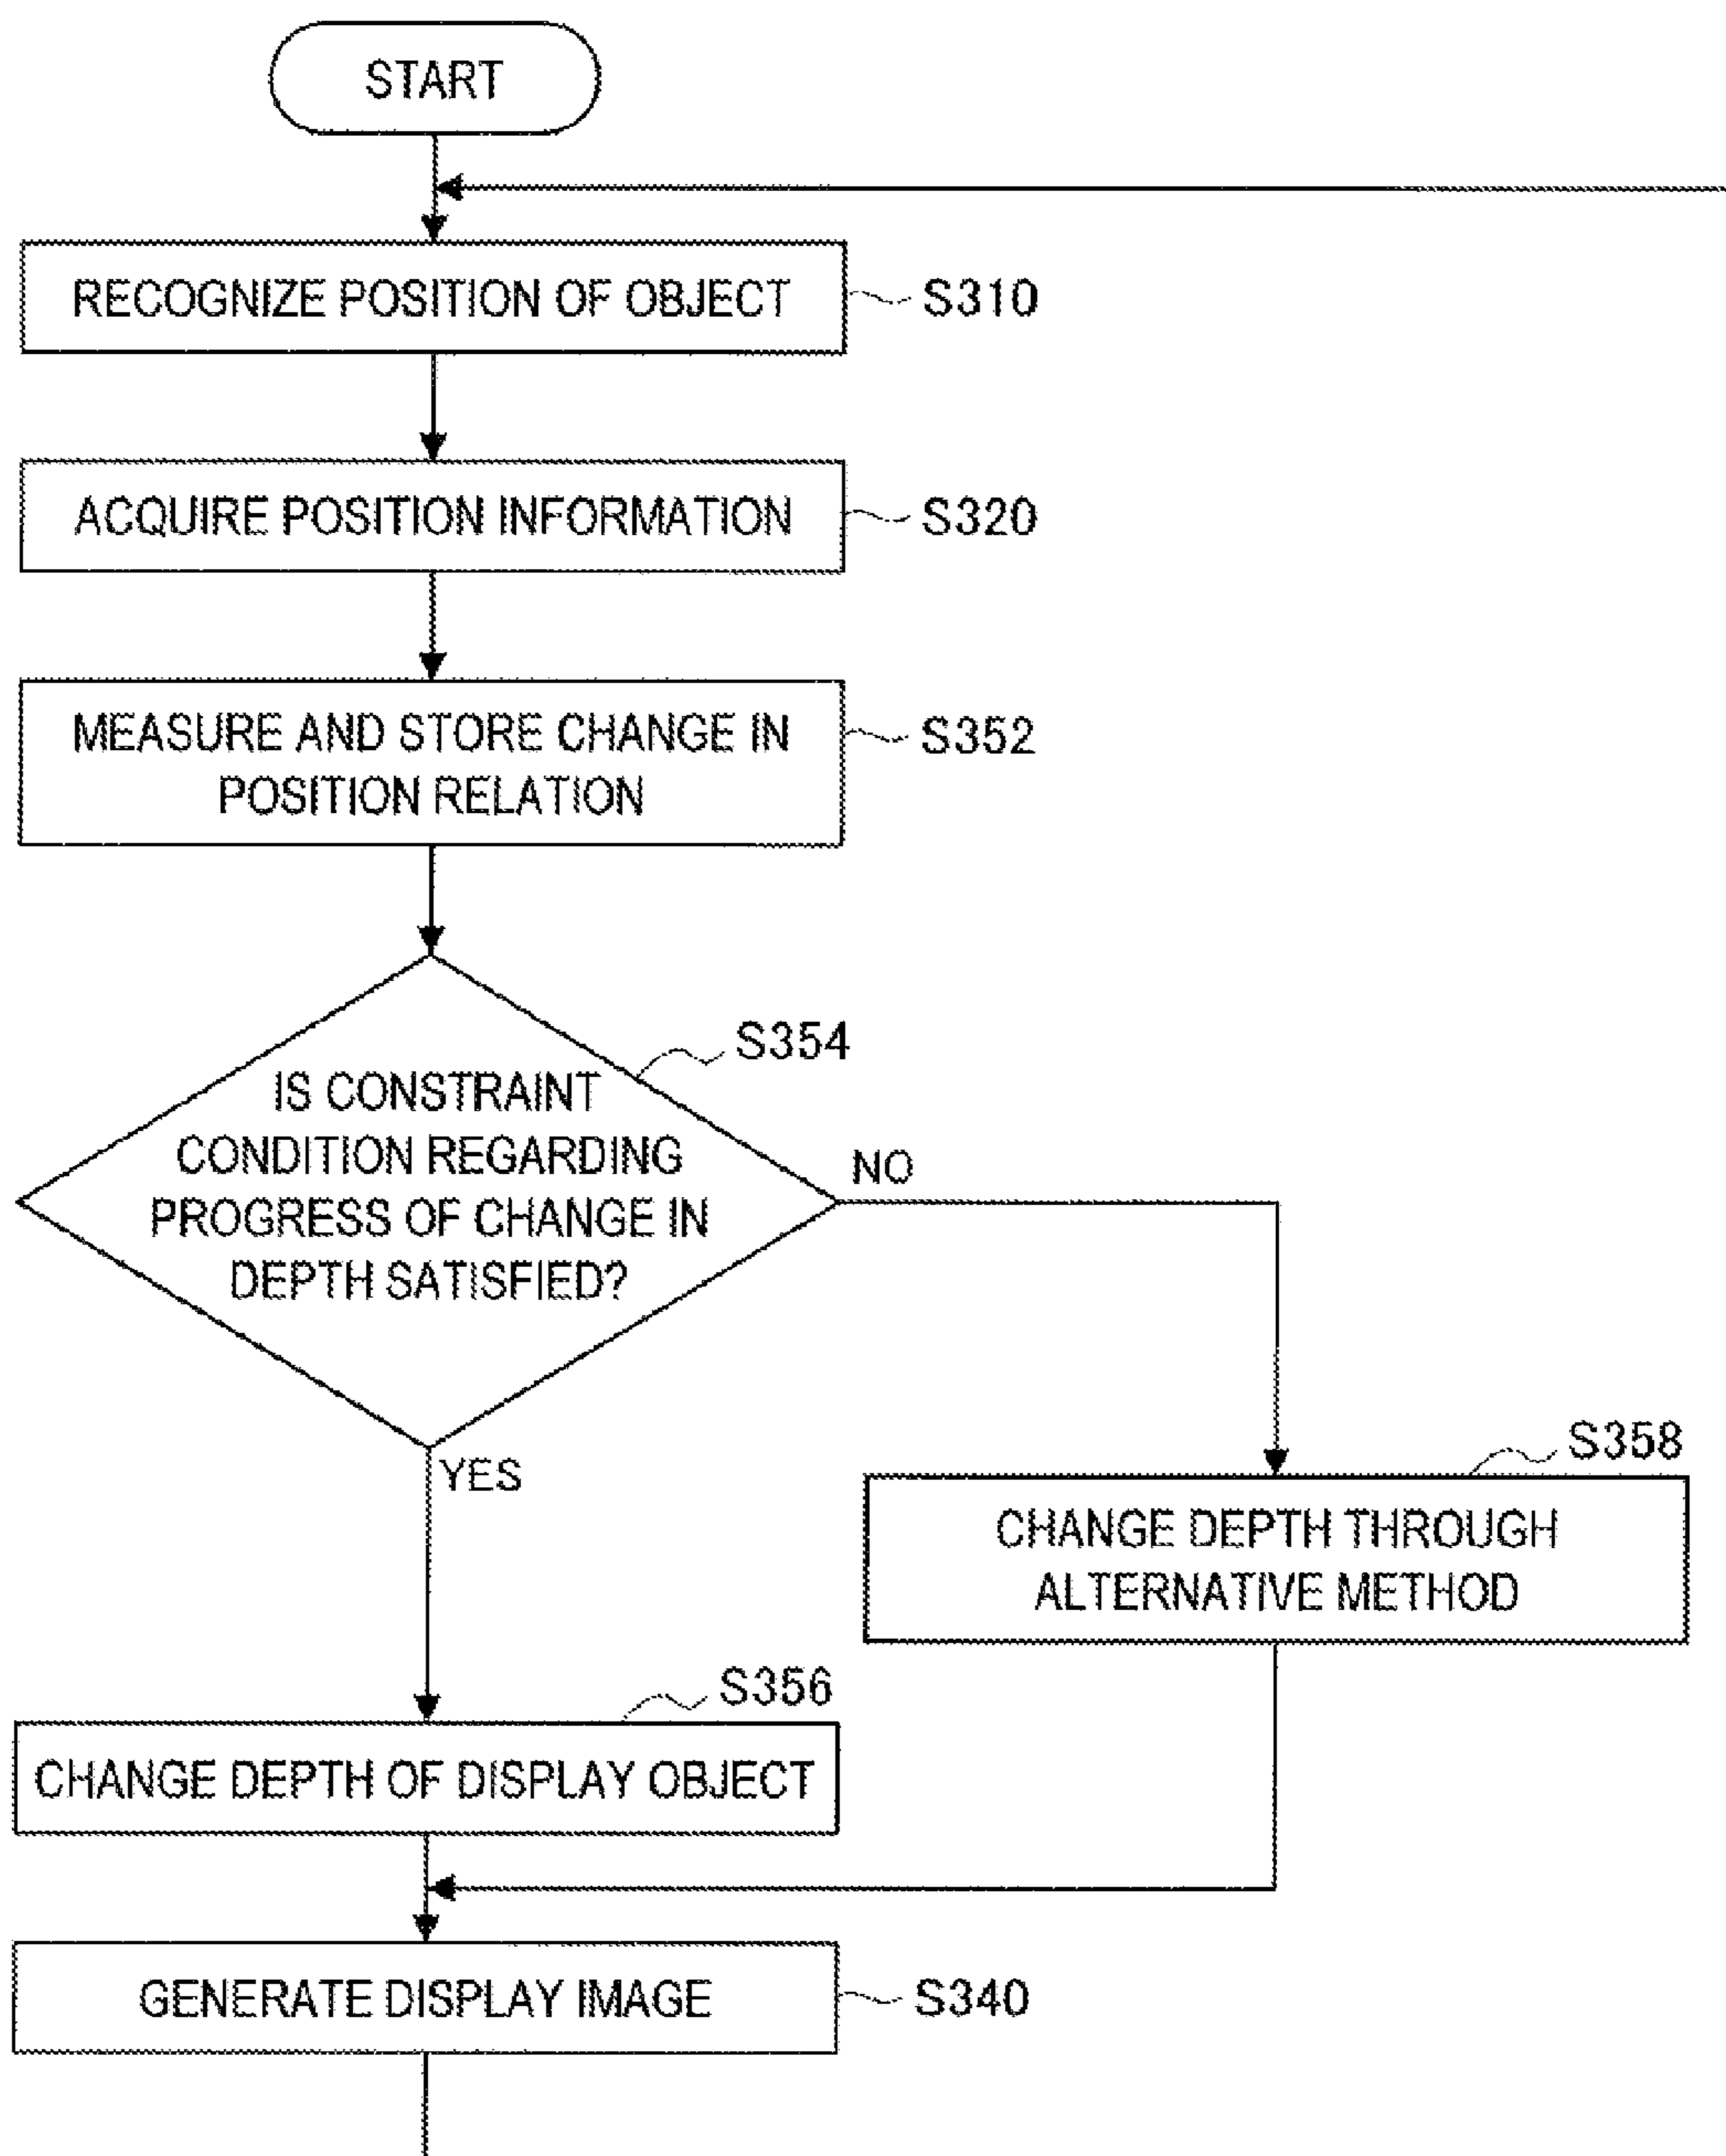 START
RECOGNIZE POSITION OF OBJECT
S310
ACQUIRE POSITION INFORMATION
S320
MEASURE AND STORE CHANGE IN
POSITION RELATION
S352
S354
IS CONSTRAINT
CONDITION REGARDING
PROGRESS OF CHANGE IN
DEPTH SATISFIED?
NO
YES
S358
CHANGE DEPTH THROUGH
ALTERNATIVE METHOD
S356
CHANGE DEPTH OF DISPLAY OBJECT
GENERATE DISPLAY IMAGE
S340